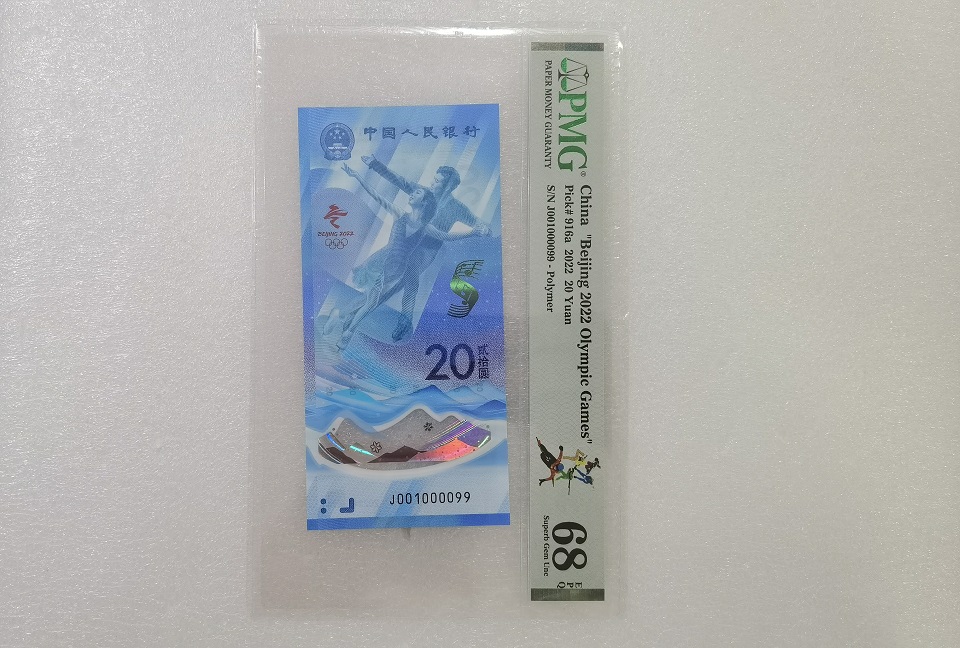 中国人民银行
BEIJING 2022
20
贰拾圆
J001000099
PMG®
PAPER MONEY GUARANTY
China "Beijing 2022 Olympic Games"
Pick# 916a 2022 20 Yuan
S/N J001000099 - Polymer
68
EPQ
Superb Gem Unc